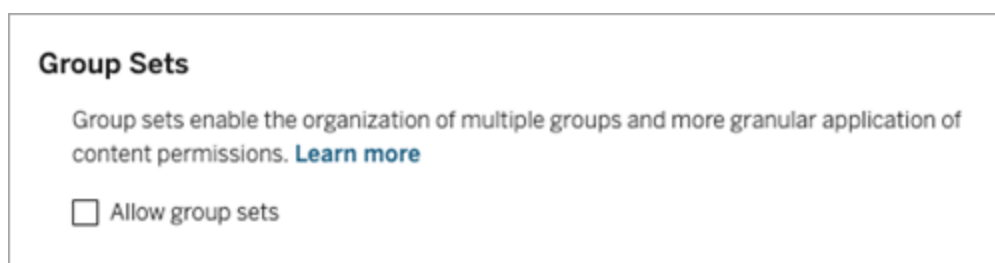 Group Sets
Group sets enable the organization of multiple groups and more granular application of
content permissions. Learn more
Allow group sets